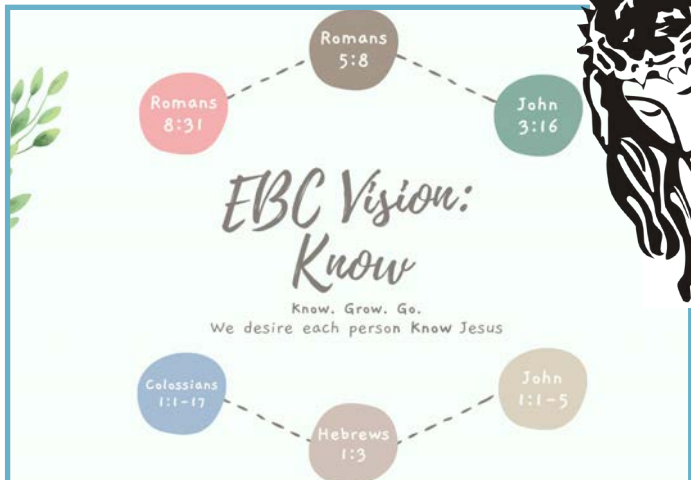 Romans
5:8
Romans
8:31
John
3:16
EBC Vision:
Know
Know. Grow. Go.
We desire each person Know Jesus
Colossians
1:1-17
John
1:1-5
Hebrews
1:3